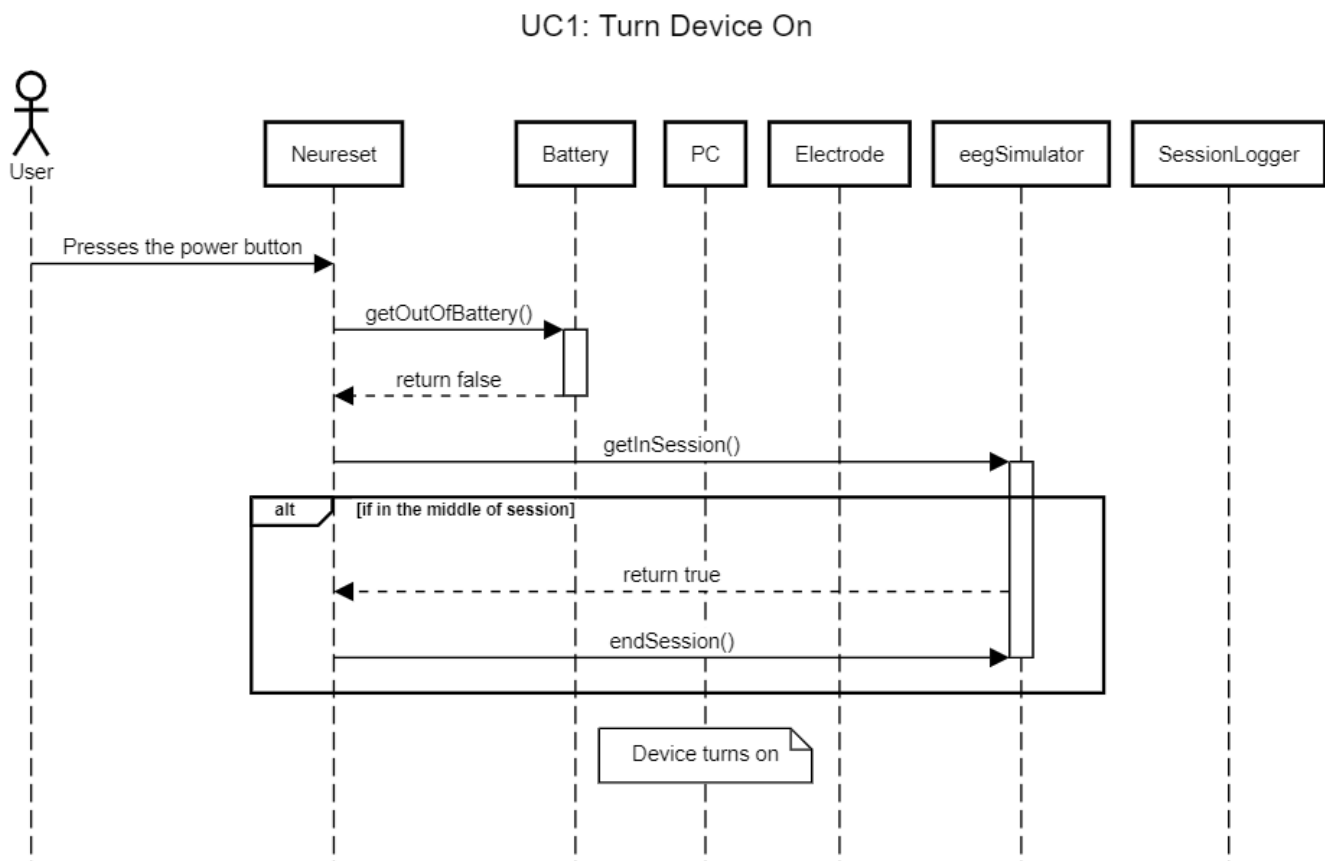 UC1: Turn Device On
User
Neureset
Battery
PC
Electrode
eegSimulator
SessionLogger
Presses the power button
getOutOfBattery()
return false
getInSession()
alt
[if in the middle of session]
return true
endSession()
Device turns on